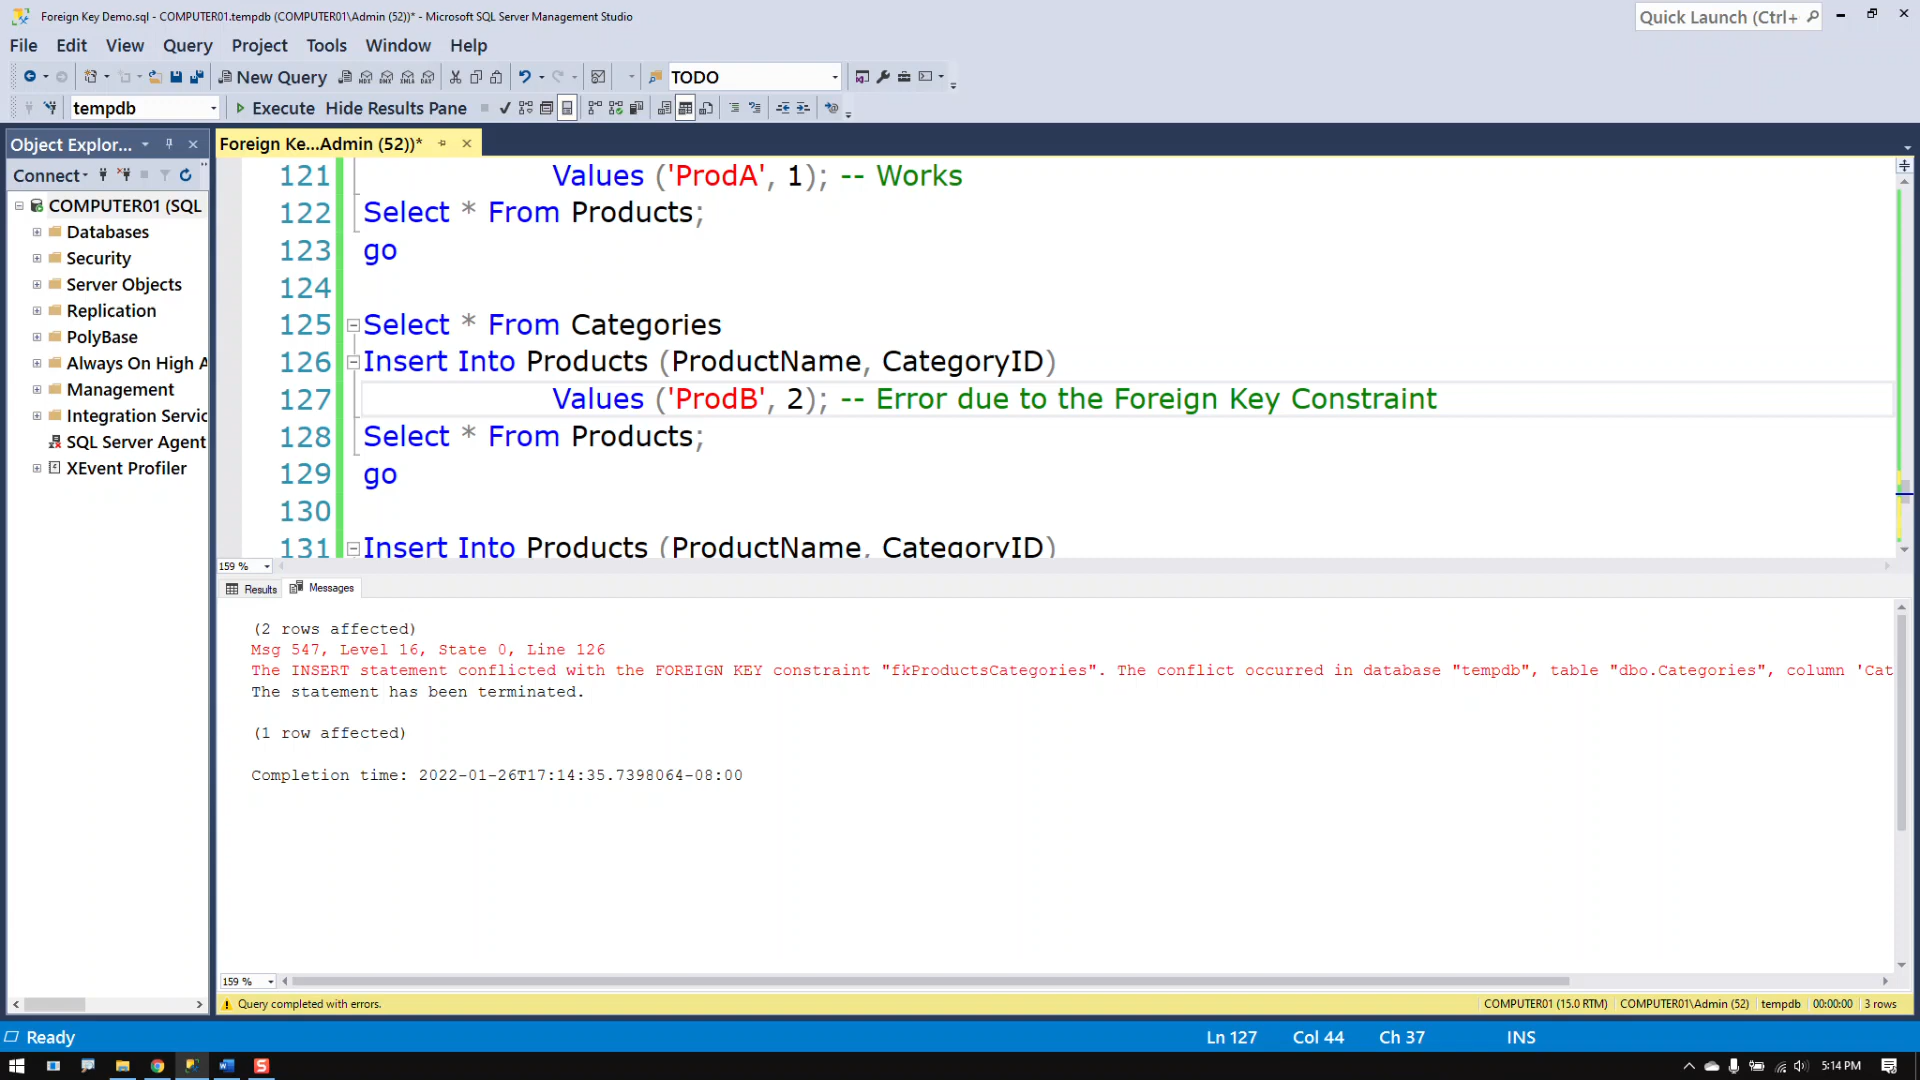 Foreign Key Demo.sql - COMPUTER01.tempdb (COMPUTER01\Admin (52))* - Microsoft SQL Server Management Studio
Quick Launch (Ctrl+
File Edit View Query Project Tools Window Help
New Query
TODO
tempdb
Execute Hide Results Pane
Object Explor...
Foreign Ke...Admin (52))*
Connect
COMPUTER01 (SQL
Databases
Security
Server Objects
Replication
PolyBase
Always On High A
Management
Integration Servic
SQL Server Agent
XEvent Profiler
121 Values ('ProdA', 1); -- Works
122 Select * From Products;
123 go
124
125 Select * From Categories
126 Insert Into Products (ProductName, CategoryID)
127 Values ('ProdB', 2); -- Error due to the Foreign Key Constraint
128 Select * From Products;
129 go
130
131 Insert Into Products (ProductName, CategoryID)
159 %
Results Messages
(2 rows affected)
Msg 547, Level 16, State 0, Line 126
The INSERT statement conflicted with the FOREIGN KEY constraint "fkProductsCategories". The conflict occurred in database "tempdb", table "dbo.Categories", column 'Cat
The statement has been terminated.
(1 row affected)
Completion time: 2022-01-26T17:14:35.7398064-08:00
159 %
Query completed with errors.
COMPUTER01 (15.0 RTM) COMPUTER01\Admin (52) tempdb 00:00:00 3 rows
Ready
Ln 127 Col 44 Ch 37 INS
5:14 PM